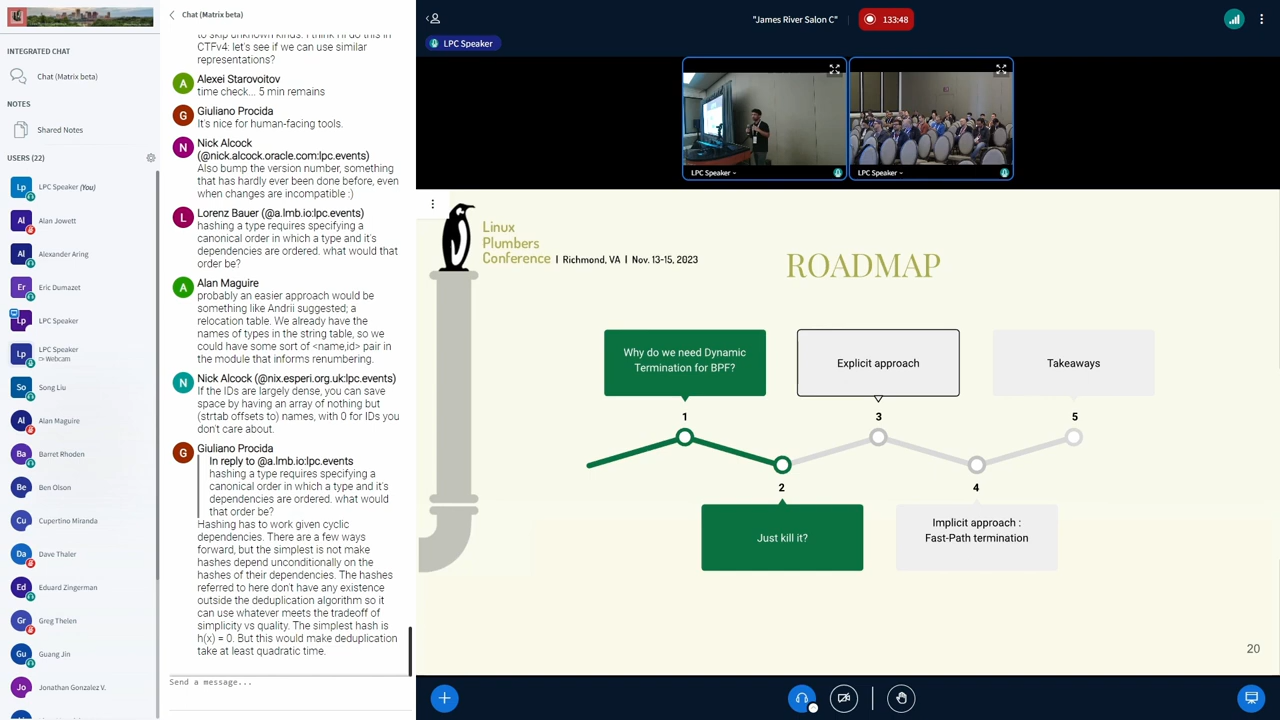 INTEGRATED CHAT
Chat (Matrix beta)
NOTES
Shared Notes
USERS (22)
Lp LPC Speaker (You)
Al Alan Jowett
Al Alexander Aring
Er Eric Dumazet
Lp LPC Speaker
Lp LPC Speaker
Webcam
So Song Liu
Al Alan Maguire
Ba Barret Rhoden
Be Ben Olson
Cu Cupertino Miranda
Da Dave Thaler
Ed Eduard Zingerman
Gr Greg Thelen
Gu Guang Jin
Jo Jonathan Gonzalez V.
Chat (Matrix beta)
to skip unknown kinds. I think I'll do this in
CTFv4: let's see if we can use similar
representations?
A Alexei Starovoitov
time check... 5 min remains
G Giuliano Procida
It's nice for human-facing tools.
N Nick Alcock
(@nick.alcock.oracle.com:lpc.events)
Also bump the version number, something
that has hardly ever been done before, even
when changes are incompatible :)
L Lorenz Bauer (@a.lmb.io:lpc.events)
hashing a type requires specifying a
canonical order in which a type and it's
dependencies are ordered. what would that
order be?
A Alan Maguire
probably an easier approach would be
something like Andrii suggested; a
relocation table. We already have the
names of types in the string table, so we
could have some sort of <name,id> pair in
the module that informs renumbering.
N Nick Alcock (@nix.esperi.org.uk:lpc.events)
If the IDs are largely dense, you can save
space by having an array of nothing but
(strtab offsets to) names, with 0 for IDs you
don't care about.
G Giuliano Procida
In reply to @a.lmb.io:lpc.events
hashing a type requires specifying a
canonical order in which a type and it's
dependencies are ordered. what would
that order be?
Hashing has to work given cyclic
dependencies. There are a few ways
forward, but the simplest is not make
hashes depend unconditionally on the
hashes of their dependencies. The hashes
referred to here don't have any existence
outside the deduplication algorithm so it
can use whatever meets the tradeoff of
simplicity vs quality. The simplest hash is
h(x) = 0. But this would make deduplication
take at least quadratic time.
Send a message...
"James River Salon C"
133:48
LPC Speaker
LPC Speaker
LPC Speaker
Linux
Plumbers
Conference | Richmond, VA | Nov. 13-15, 2023
ROADMAP
Why do we need Dynamic
Termination for BPF?
1
Just kill it?
2
Explicit approach
3
Implicit approach :
Fast-Path termination
4
Takeaways
5
20